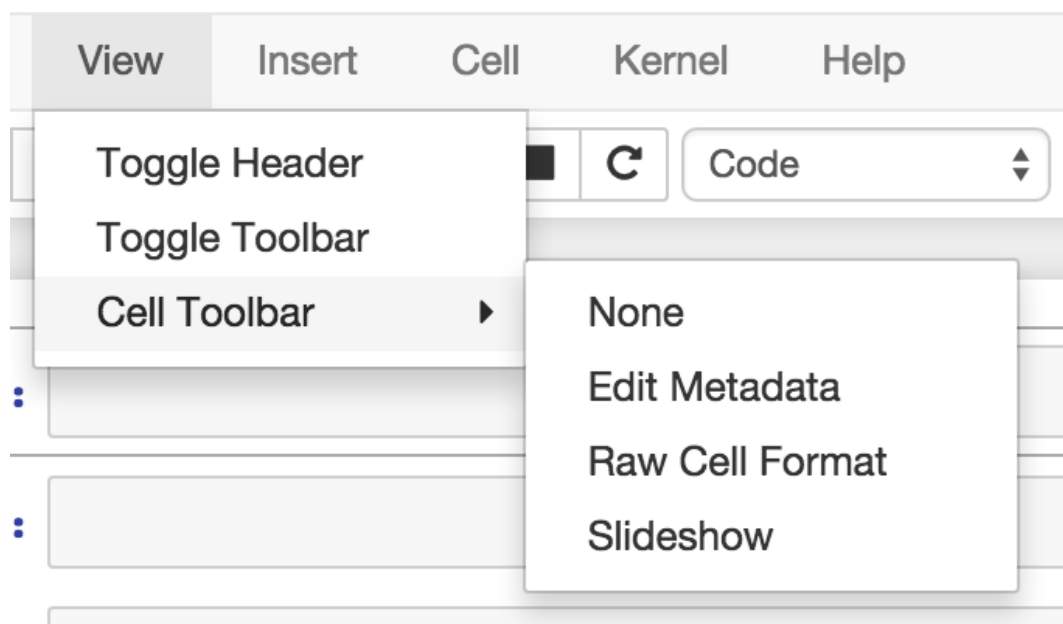 View Insert Cell Kernel Help
Toggle Header
Code
Toggle Toolbar
Cell Toolbar
None
Edit Metadata
Raw Cell Format
Slideshow